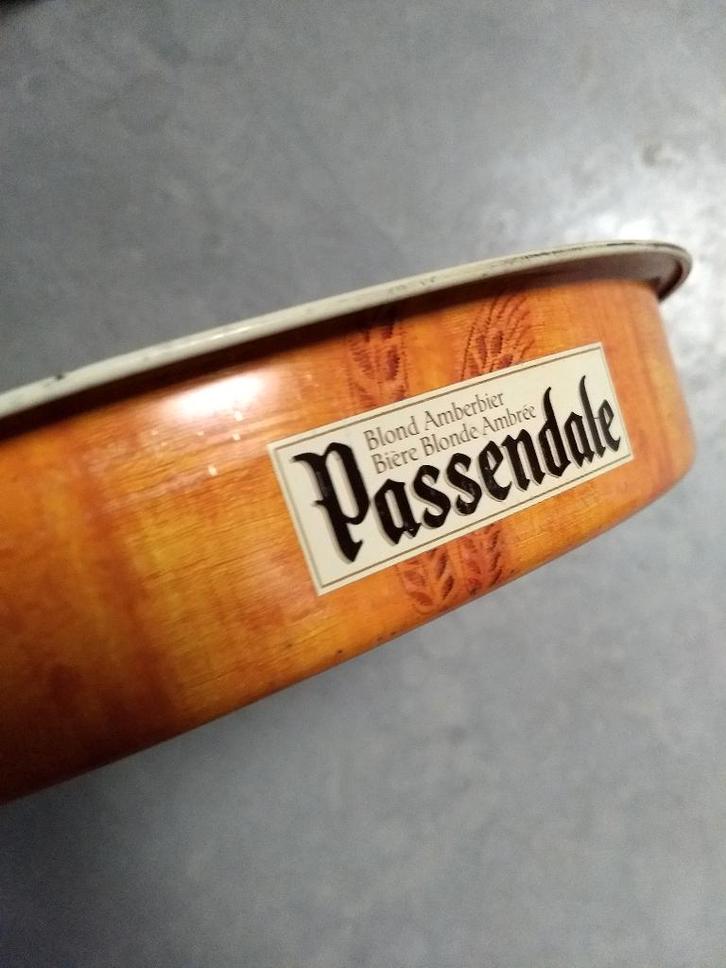 Blond Amberbier
Bière Blonde Ambrée
Passendale